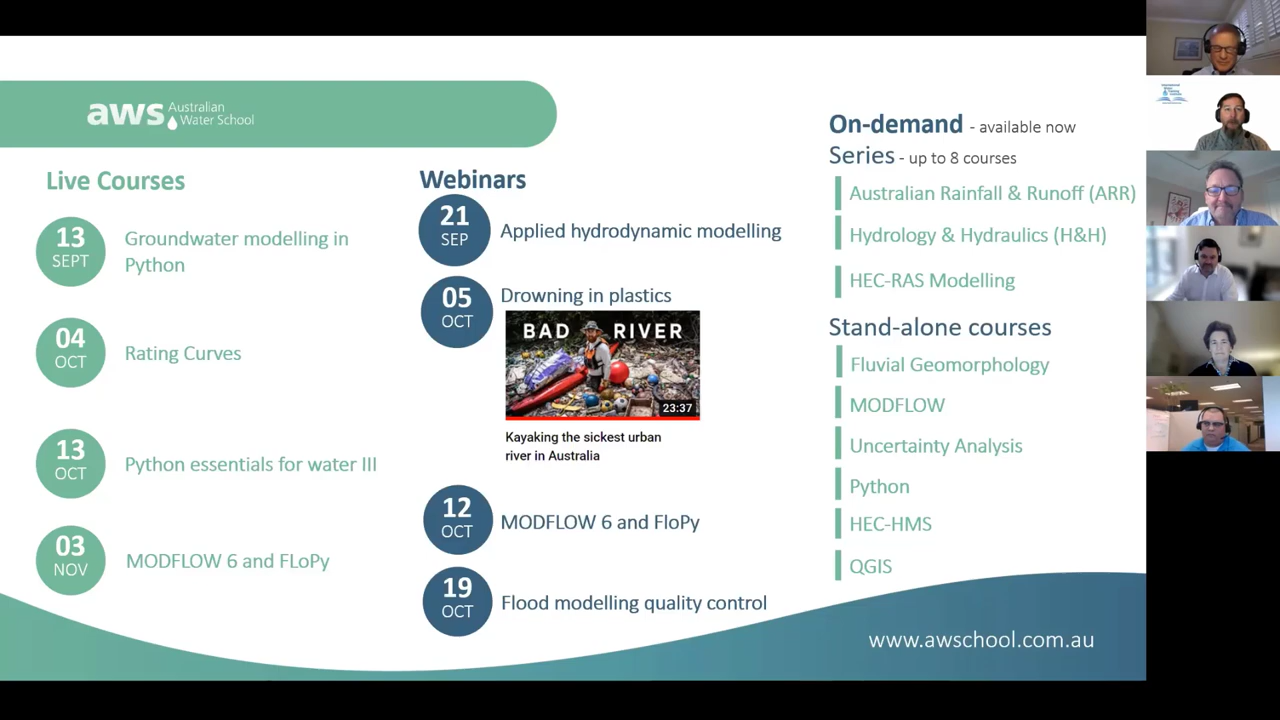 aws Australian
Water School
Live Courses
13
SEPT
Groundwater modelling in
Python
04
OCT
Rating Curves
13
OCT
Python essentials for water III
03
NOV
MODFLOW 6 and FLoPy
Webinars
21
SEP
Applied hydrodynamic modelling
05
OCT
Drowning in plastics
BAD RIVER
23:37
Kayaking the sickest urban
river in Australia
12
OCT
MODFLOW 6 and FloPy
19
OCT
Flood modelling quality control
On-demand - available now
Series - up to 8 courses
Australian Rainfall & Runoff (ARR)
Hydrology & Hydraulics (H&H)
HEC-RAS Modelling
Stand-alone courses
Fluvial Geomorphology
MODFLOW
Uncertainty Analysis
Python
HEC-HMS
QGIS
www.awschool.com.au